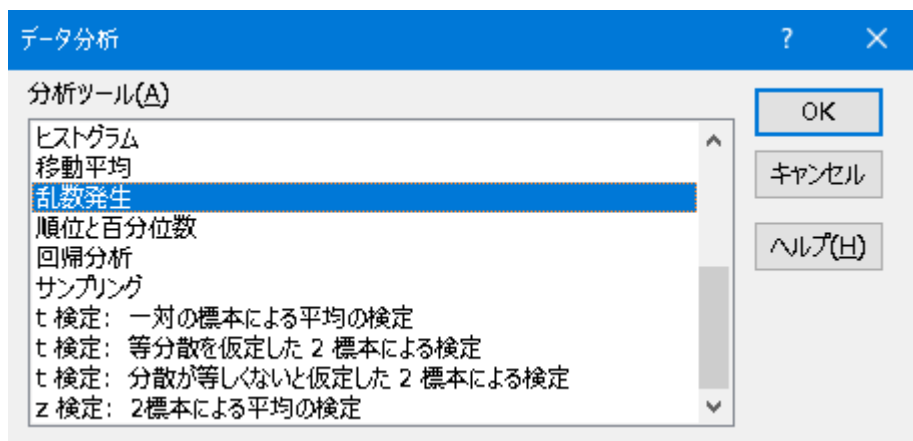 データ分析
?
×
分析ツール(A)
ヒストグラム
移動平均
乱数発生
順位と百分位数
回帰分析
サンプリング
t 検定: 一対の標本による平均の検定
t 検定: 等分散を仮定した 2 標本による検定
t 検定: 分散が等しくないと仮定した 2 標本による検定
z 検定: 2標本による平均の検定
OK
キャンセル
ヘルプ(H)